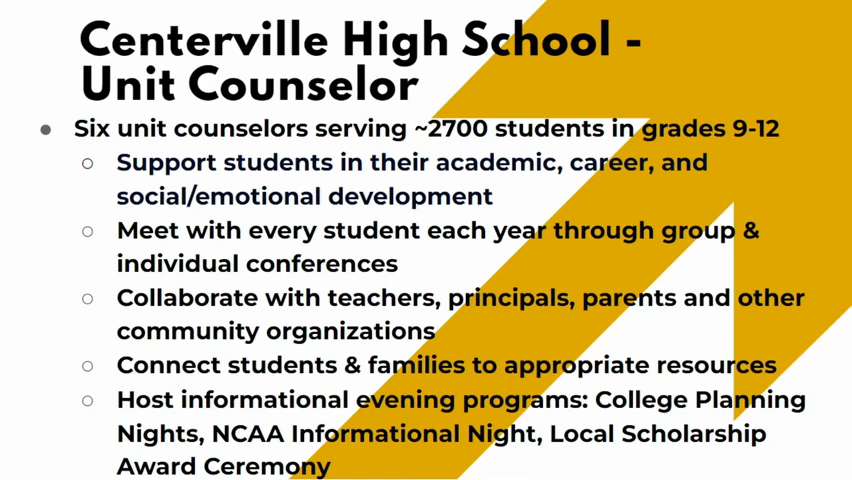 Centerville High School -
Unit Counselor
● Six unit counselors serving ~2700 students in grades 9-12
○ Support students in their academic, career, and
social/emotional development
○ Meet with every student each year through group &
individual conferences
○ Collaborate with teachers, principals, parents and other
community organizations
○ Connect students & families to appropriate resources
○ Host informational evening programs: College Planning
Nights, NCAA Informational Night, Local Scholarship
Award Ceremony